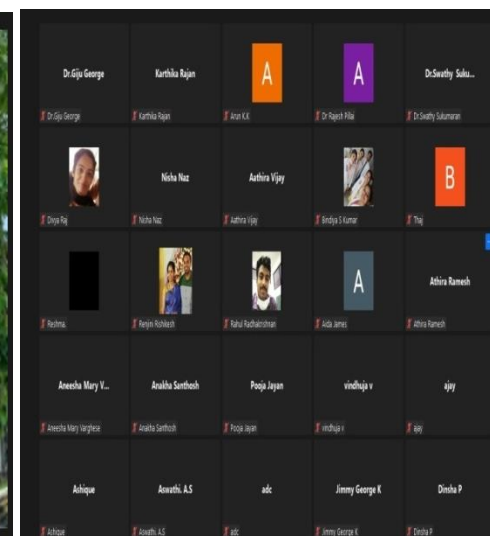 Dr.Giju George Karthika Rajan A A Dr.Swathy Suku...
Dr.Giju George Karthika Rajan Arun K.K Dr Rajesh Pillai Dr.Swathy Sukumaran
Nisha Naz Aathira Vijay B
Divya Raj Nisha Naz Aathira Vijay Bindiya S Kumar Thaj
A Athira Ramesh
Reshma. Renjini Rishikesh Rahul Radhakrishnan Aida James Athira Ramesh
Aneesha Mary V... Anakha Santhosh Pooja Jayan vindhuja v ajay
Aneesha Mary Varghese Anakha Santhosh Pooja Jayan vindhuja v ajay
Ashique Aswathi. A.S adc Jimmy George K Dinsha P
Ashique Aswathi. A.S adc Jimmy George K Dinsha P